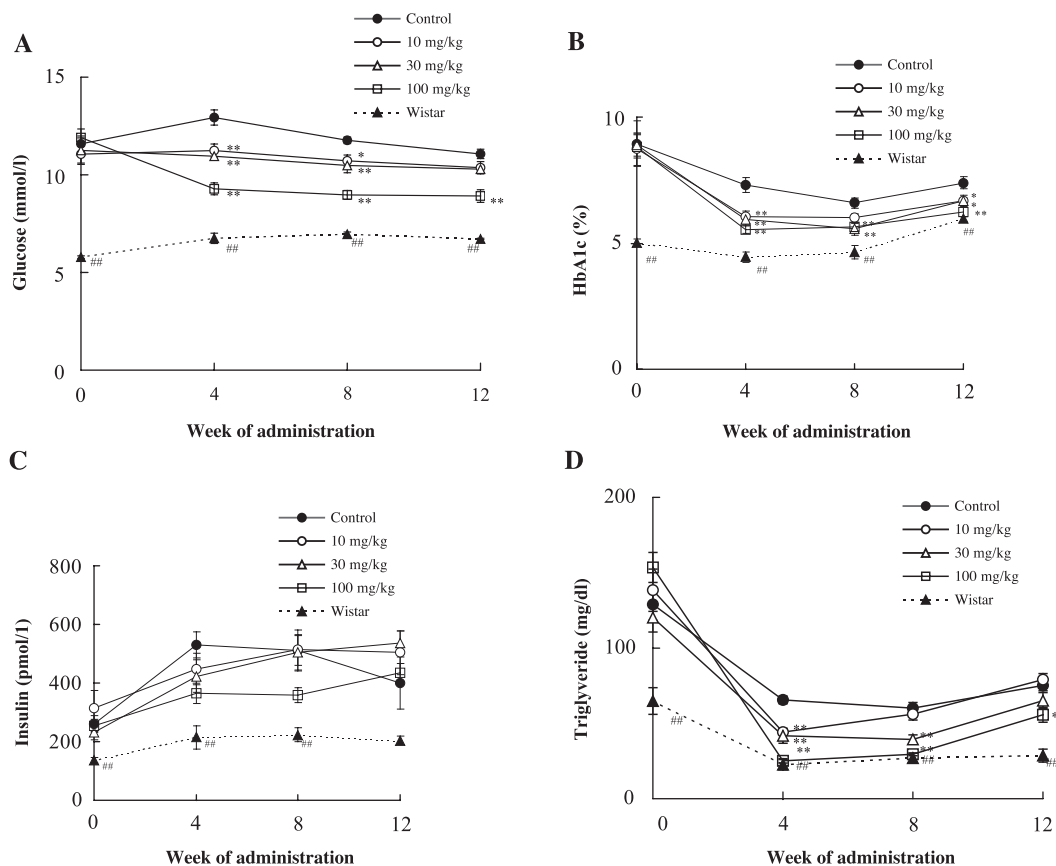 A
Control
10 mg/kg
30 mg/kg
100 mg/kg
Wistar
15
10
5
0
Glucose (mmol/l)
**
**
**
*
**
**
**
##
##
##
##
0
4
8
12
Week of administration
B
Control
10 mg/kg
30 mg/kg
100 mg/kg
Wistar
10
5
0
HbA1c (%)
**
**
**
**
**
*
*
**
##
##
##
##
0
4
8
12
Week of administration
C
Control
10 mg/kg
30 mg/kg
100 mg/kg
Wistar
800
600
400
200
0
Insulin (pmol/1)
##
##
##
0
4
8
12
Week of administration
D
Control
10 mg/kg
30 mg/kg
100 mg/kg
Wistar
200
100
0
Triglyveride (mg/dl)
**
**
**
**
**
*
##
##
##
##
0
4
8
12
Week of administration